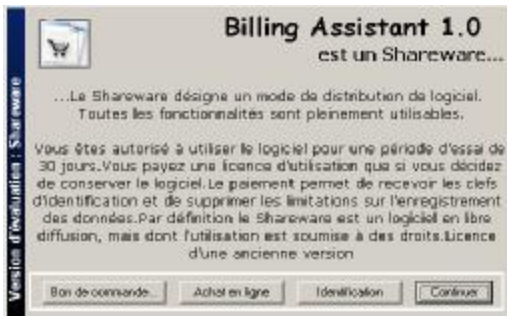 Billing Assistant 1.0
est un Shareware...
...Le Shareware désigne un mode de distribution de logiciel.
Toutes les fonctionnalités sont pleinement utilisables.
Vous êtes autorisé à utiliser le logiciel pour une période d'essai de
30 jours.Vous payez une licence d'utilisation que si vous décidez
de conserver le logiciel.Le paiement permet de recevoir les clefs
d'identification et de supprimer les limitations sur l'enregistrement
des données.Par définition le Shareware est un logiciel en libre
diffusion, mais dont l'utilisation est soumise à des droits.Licence
d'une ancienne version
Version d'évaluation : Shareware
Bon de commande...
Achat en ligne
Identification
Continuer